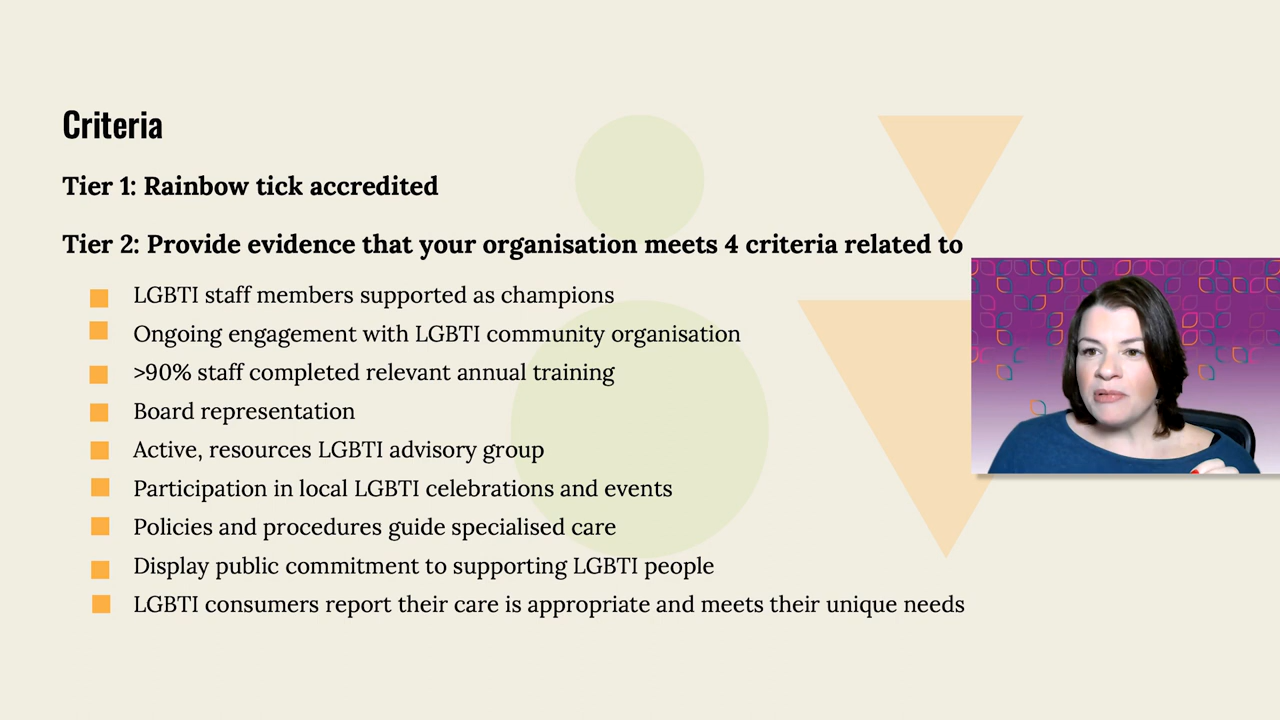 Criteria
Tier 1: Rainbow tick accredited
Tier 2: Provide evidence that your organisation meets 4 criteria related to
LGBTI staff members supported as champions
Ongoing engagement with LGBTI community organisation
>90% staff completed relevant annual training
Board representation
Active, resources LGBTI advisory group
Participation in local LGBTI celebrations and events
Policies and procedures guide specialised care
Display public commitment to supporting LGBTI people
LGBTI consumers report their care is appropriate and meets their unique needs